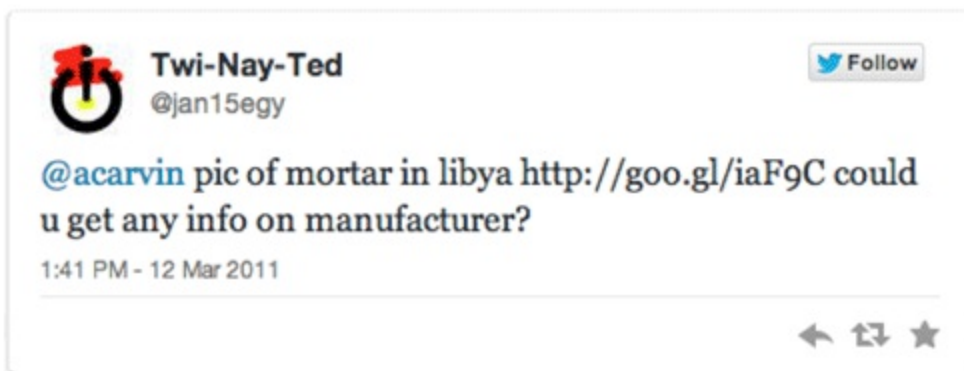 Twi-Nay-Ted
Follow
@jan15egy
@acarvin pic of mortar in libya http://goo.gl/iaF9C could
u get any info on manufacturer?
1:41 PM - 12 Mar 2011